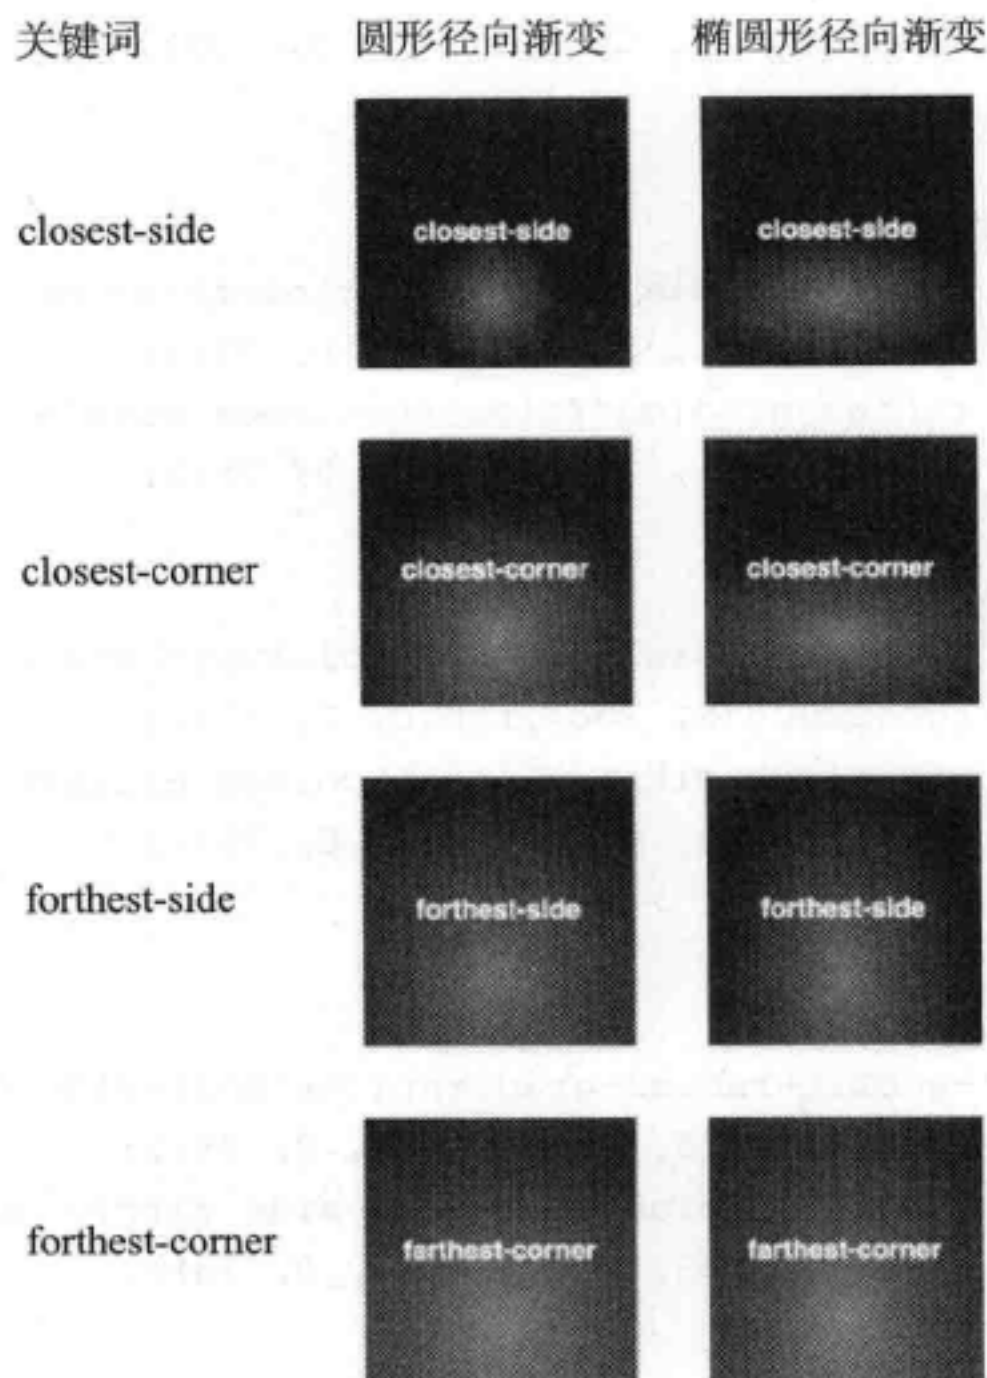 关键词 圆形径向渐变 椭圆形径向渐变
closest-side closest-side closest-side
closest-corner closest-corner closest-corner
forthest-side forthest-side forthest-side
forthest-corner farthest-corner farthest-corner